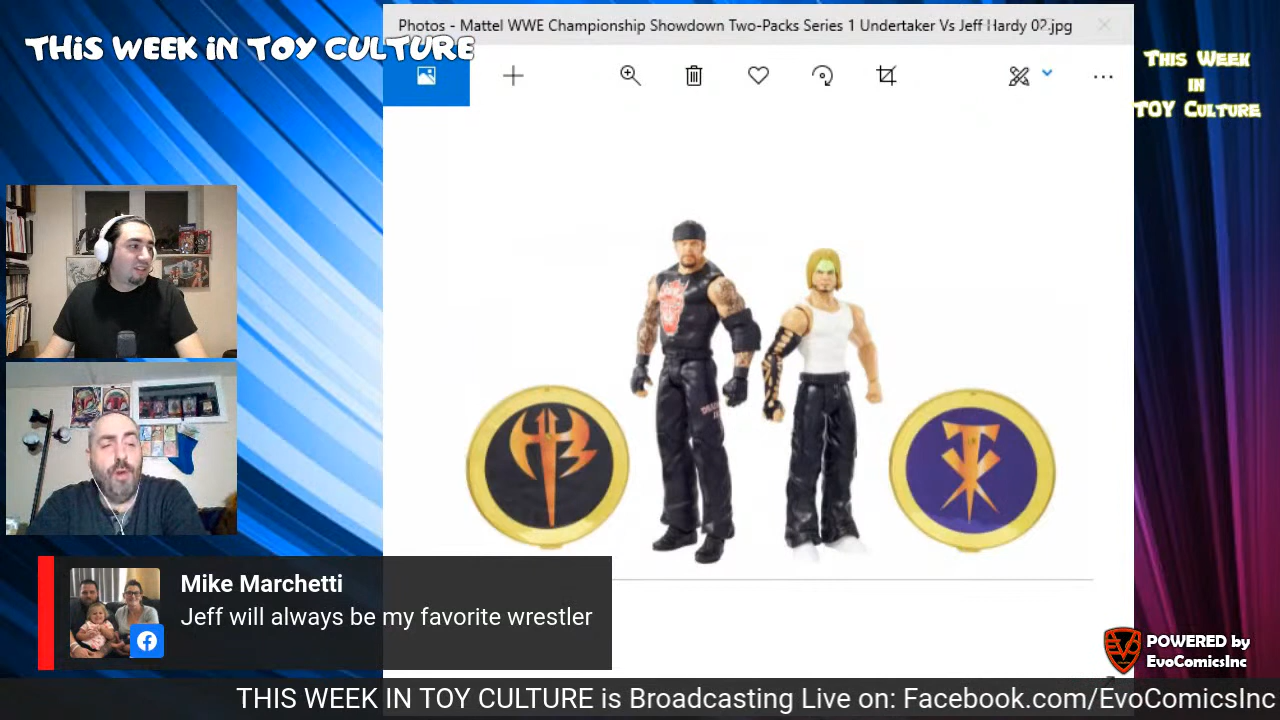 Photos - Mattel WWE Championship Showdown Two-Packs Series 1 Undertaker Vs Jeff Hardy 02.jpg
THIS WEEK IN TOY CULTURE
This Week
in
TOY Culture
Mike Marchetti
Jeff will always be my favorite wrestler
EVO
POWERED by
EvoComicsInc
THIS WEEK IN TOY CULTURE is Broadcasting Live on: Facebook.com/EvoComicsInc